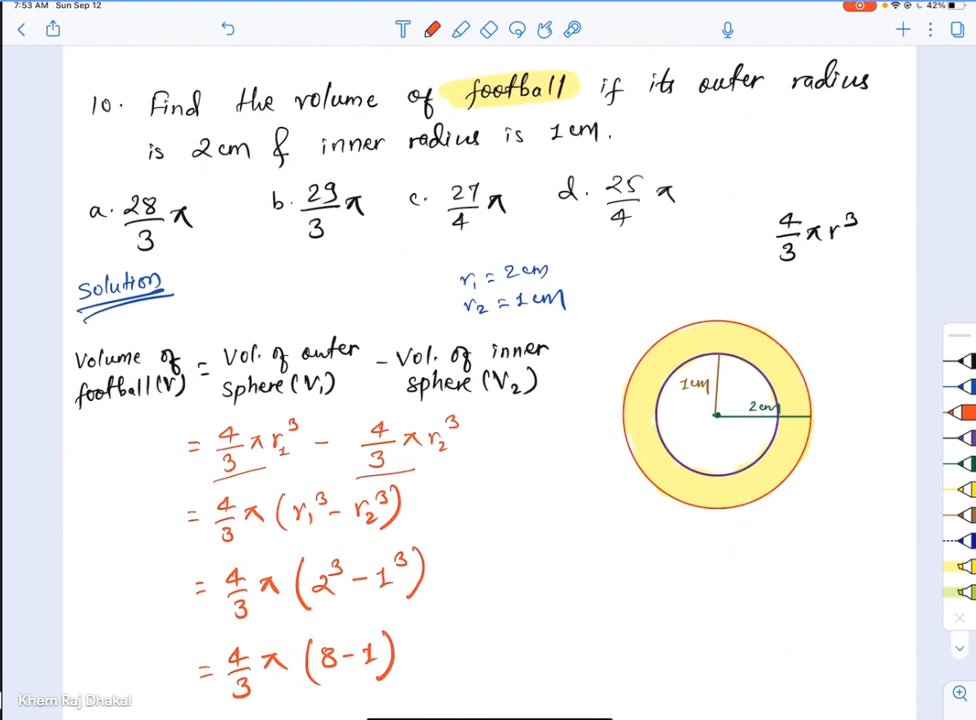 7:53 AM Sun Sep 12
42%
10. Find the volume of football if its outer radius
is 2cm & inner radius is 1cm.
a. 28/3 π b. 29/3 π c. 27/4 π d. 25/4 π
4/3 πr³
Solution
r₁ = 2cm
r₂ = 1cm
Volume of football(V) = Vol. of outer sphere(V₁) - Vol. of inner sphere(V₂)
= 4/3 πr₁³ - 4/3 πr₂³
= 4/3 π (r₁³ - r₂³)
= 4/3 π (2³ - 1³)
= 4/3 π (8-1)
1cm
2cm
Khem Raj Dhakal